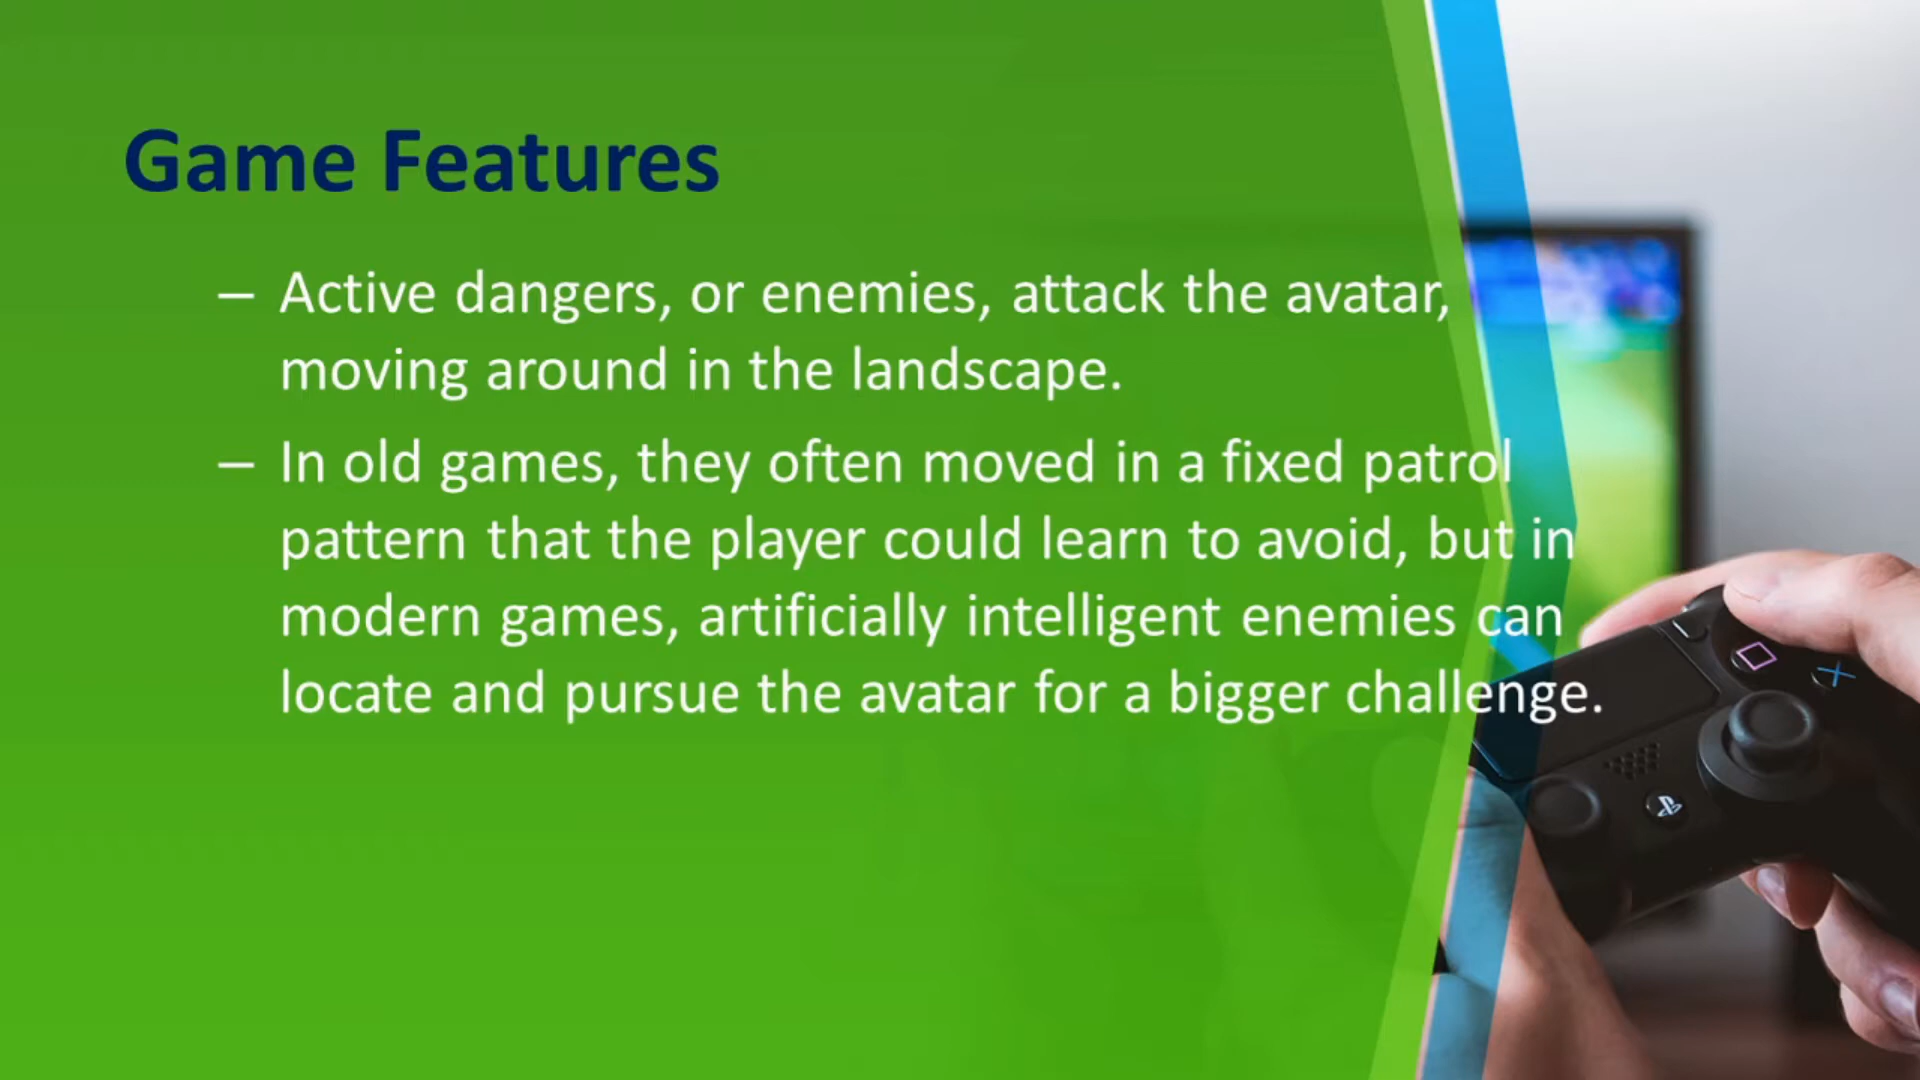 Game Features
– Active dangers, or enemies, attack the avatar,
moving around in the landscape.
– In old games, they often moved in a fixed patrol
pattern that the player could learn to avoid, but in
modern games, artificially intelligent enemies can
locate and pursue the avatar for a bigger challenge.